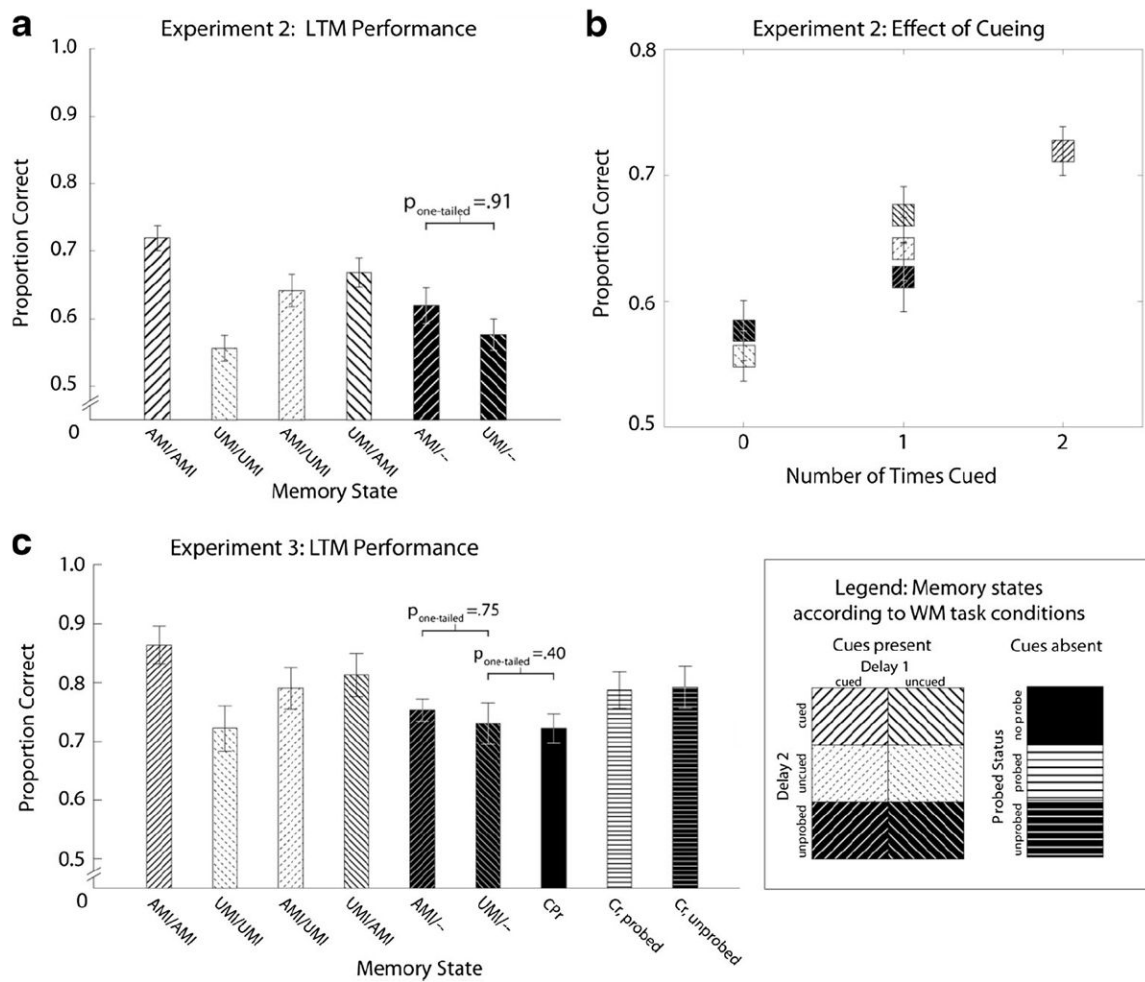 a
Experiment 2: LTM Performance
1.0
0.9
0.8
0.7
0.6
0.5
0
Proportion Correct
p one-tailed =.91
AMI/AMI
UMI/UMI
AMI/UMI
UMI/AMI
AMI/--
UMI/--
Memory State
b
Experiment 2: Effect of Cueing
0.8
0.7
0.6
0.5
Proportion Correct
0
1
2
Number of Times Cued
c
Experiment 3: LTM Performance
1.0
0.9
0.8
0.7
0.6
0.5
0
Proportion Correct
p one-tailed =.75
p one-tailed =.40
AMI/AMI
UMI/UMI
AMI/UMI
UMI/AMI
AMI/--
UMI/--
CPr
Cr, probed
Cr, unprobed
Memory State
Legend: Memory states
according to WM task conditions
Cues present
Delay 1
cued
uncued
Delay 2
cued
uncued
unprobed
Cues absent
Probed Status
no probe
probed
unprobed